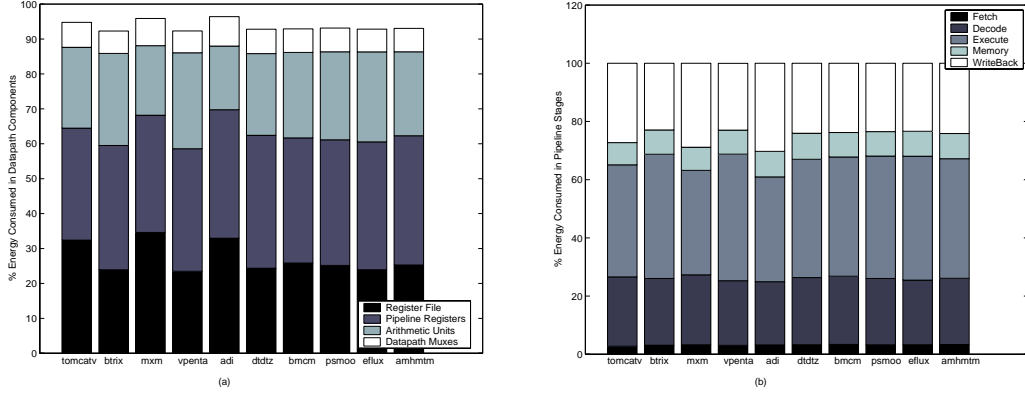 100
90
80
70
60
50
40
30
20
10
0
% Energy Consumed in Datapath Components
Register File
Pipeline Registers
Arithmetic Units
Datapath Muxes
tomcatv btrix mxm vpenta adi dtdtz bmcm psmoo eflux amhmtm
(a)
Fetch
Decode
Execute
Memory
WriteBack
120
100
80
60
40
20
0
% Energy Consumed in Pipeline Stages
tomcatv btrix mxm vpenta adi dtdtz bmcm psmoo eflux amhmtm
(b)